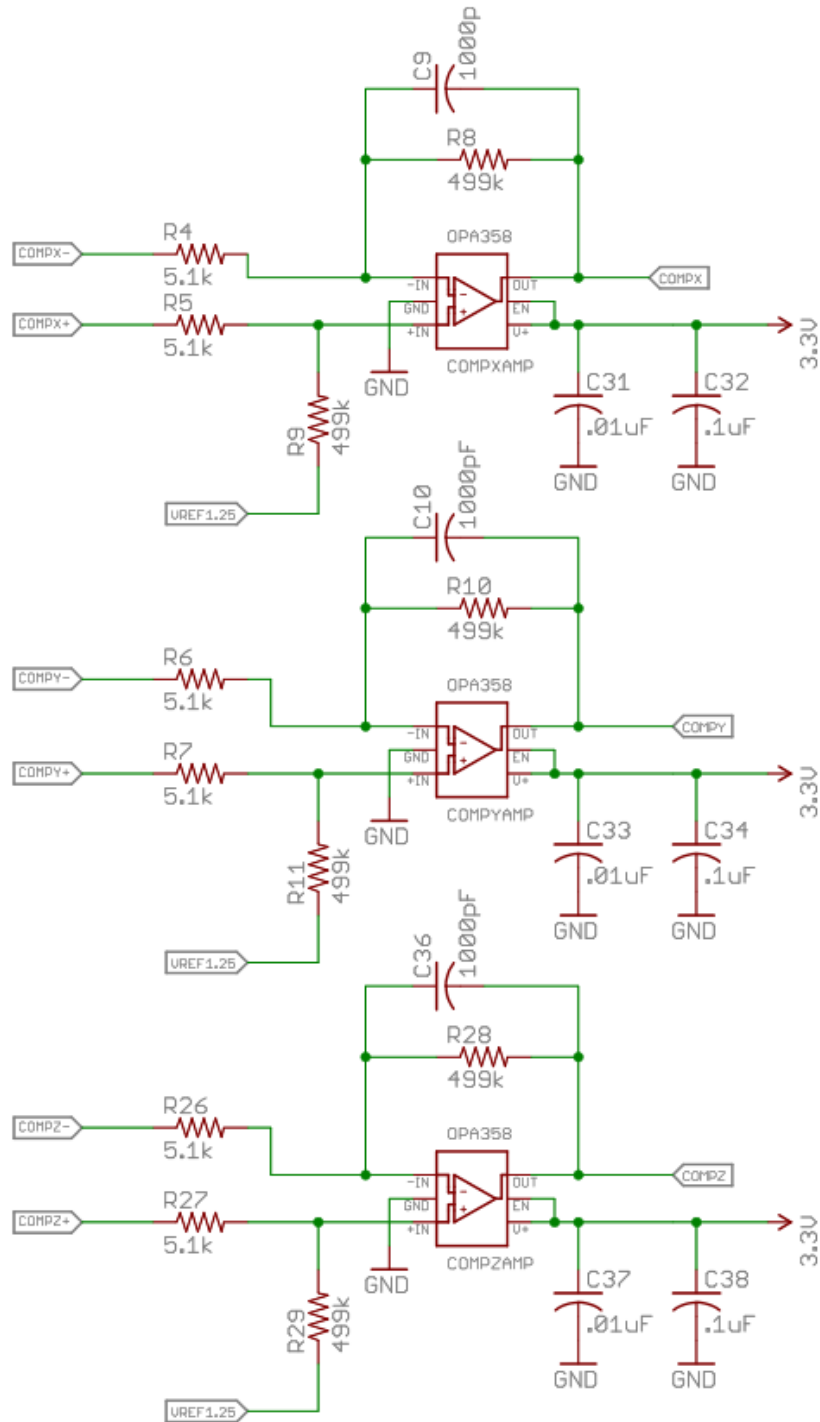 C9
1000p
R8
499k
OPA358
COMPX-
R4
5.1k
-IN
OUT
COMPX
GND
EN
COMPX+
R5
5.1k
+IN
V+
3.3V
COMPXAMP
GND
R9
499k
C31
.01uF
C32
.1uF
GND
GND
VREF1.25
C10
1000pF
R10
499k
OPA358
COMPY-
R6
5.1k
-IN
OUT
COMPY
GND
EN
COMPY+
R7
5.1k
+IN
V+
3.3V
COMPYAMP
GND
R11
499k
C33
.01uF
C34
.1uF
GND
GND
VREF1.25
C36
1000pF
R28
499k
OPA358
COMPZ-
R26
5.1k
-IN
OUT
COMPZ
GND
EN
COMPZ+
R27
5.1k
+IN
V+
3.3V
COMPZAMP
GND
R29
499k
C37
.01uF
C38
.1uF
GND
GND
VREF1.25